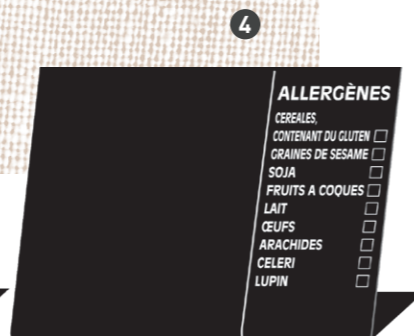 4
ALLERGÈNES
CEREALES,
CONTENANT DU GLUTEN
GRAINES DE SESAME
SOJA
FRUITS A COQUES
LAIT
ŒUFS
ARACHIDES
CELERI
LUPIN